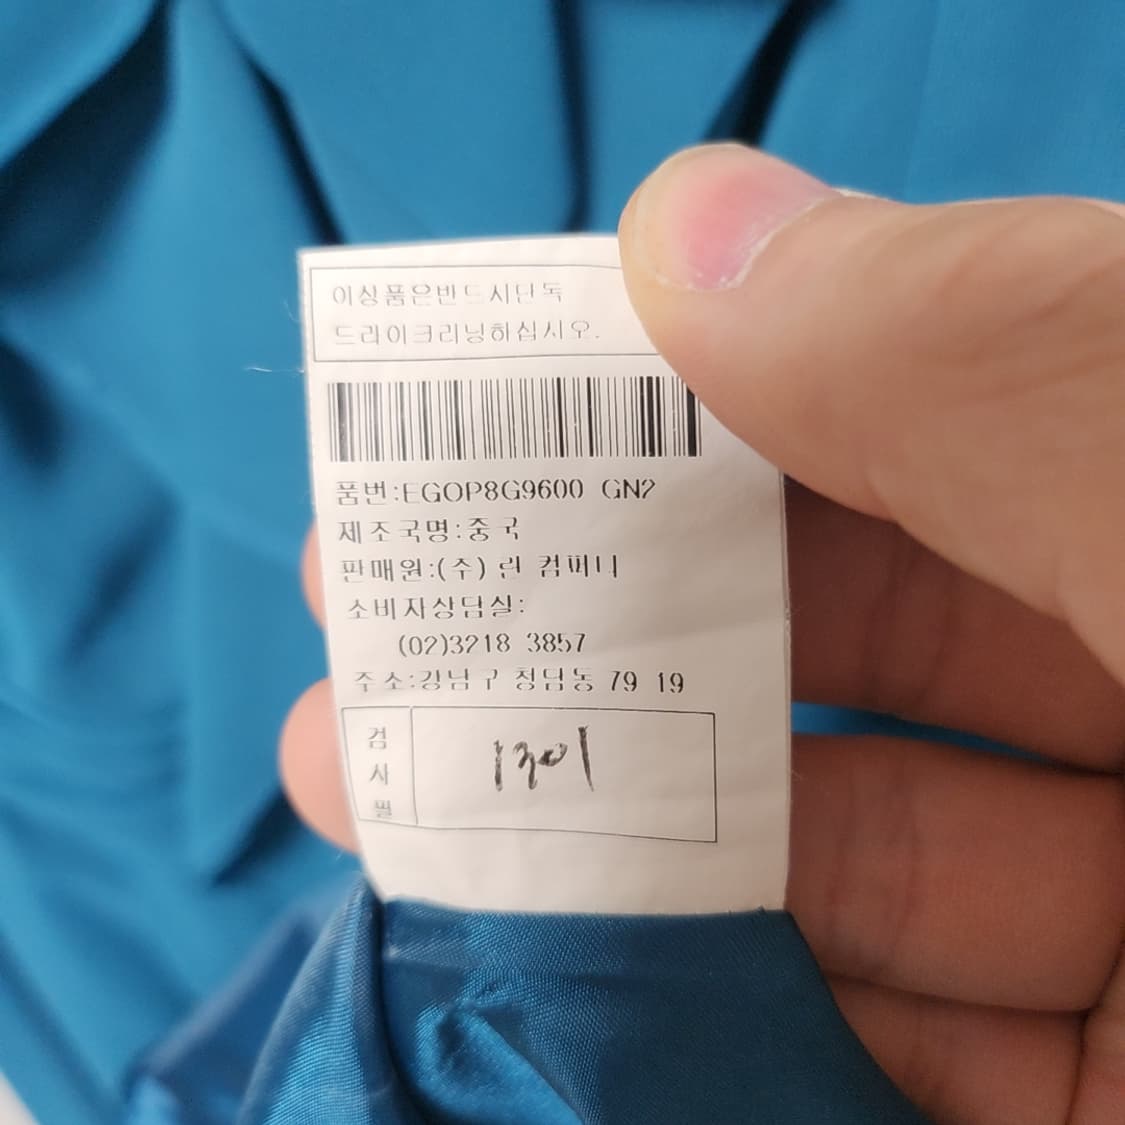 이상품은반드시단독
드라이크리닝하십시오.
품번:EGOP8G9600 GN2
제조국명:중국
판매원:(주) 린 컴퍼니
소비자상담실:
(02)3218 3857
주소:강남구 청담동 79 19
검사필
1301